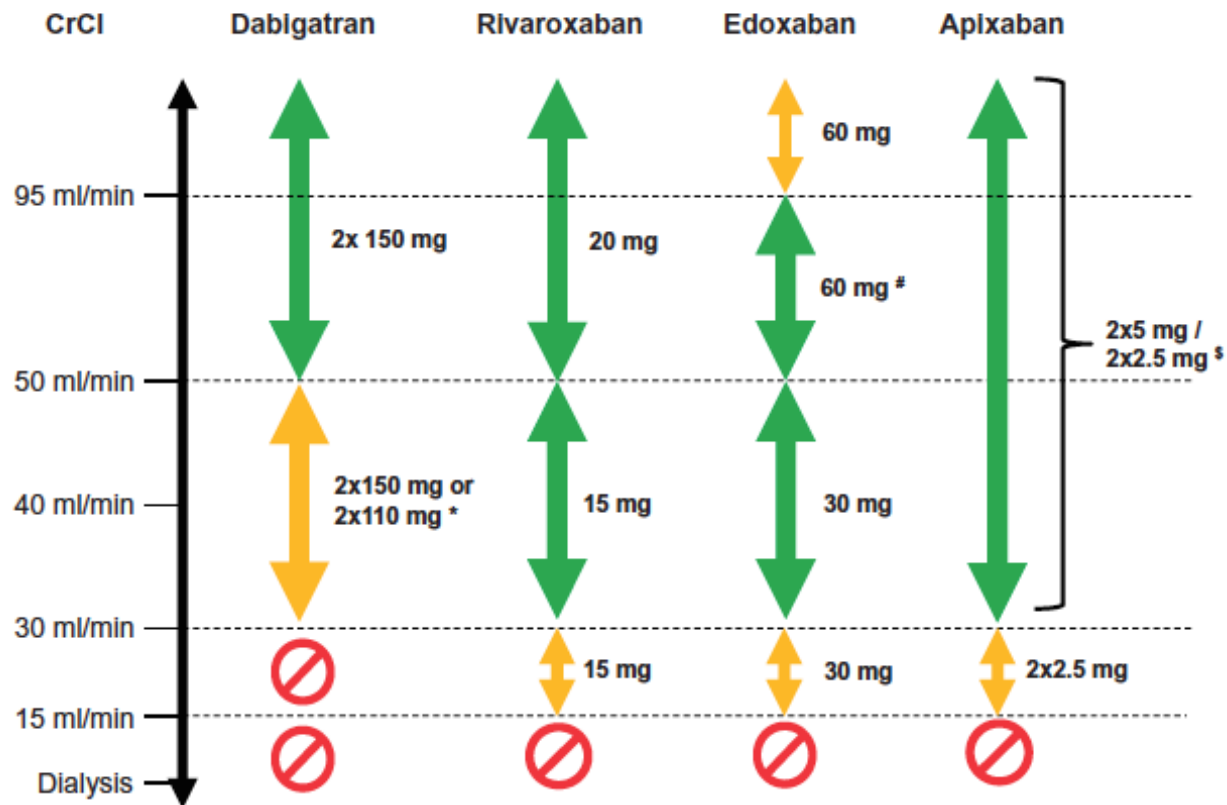 CrCl Dabigatran Rivaroxaban Edoxaban Apixaban
60 mg
95 ml/min
2x 150 mg 20 mg
60 mg #
2x5 mg /
2x2.5 mg $
50 ml/min
2x150 mg or
2x110 mg *
40 ml/min 15 mg 30 mg
30 ml/min
15 mg 30 mg 2x2.5 mg
15 ml/min
Dialysis